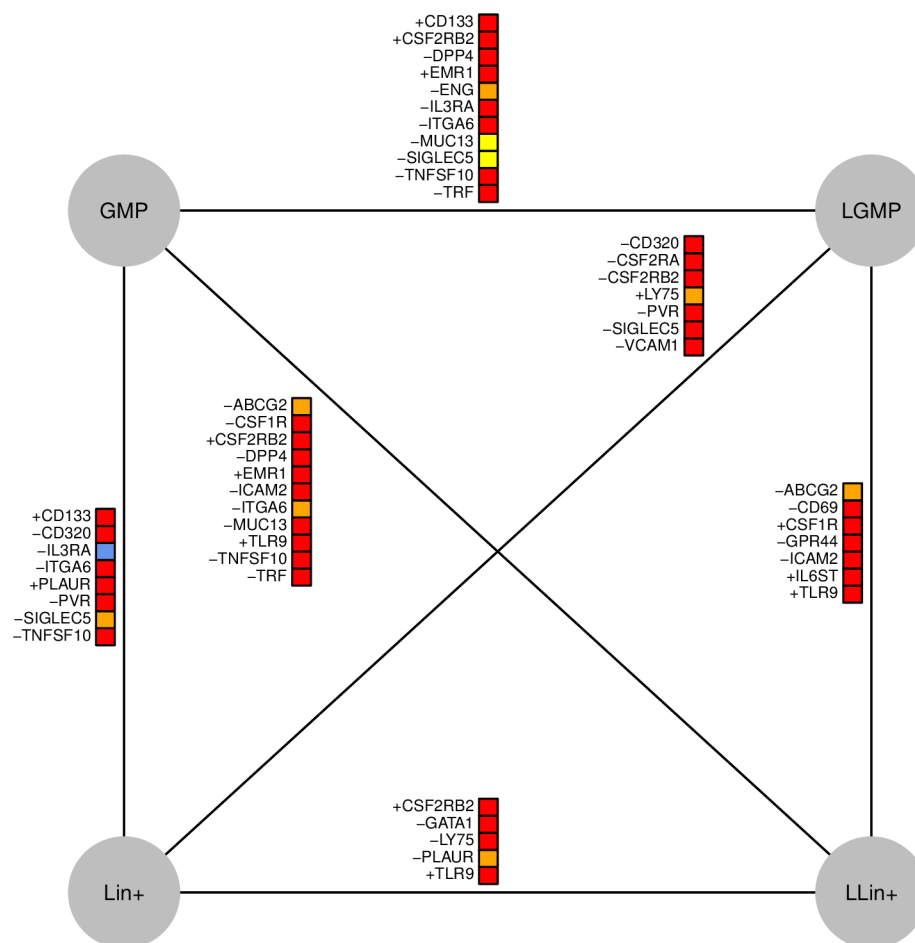 +CD133
+CSF2RB2
−DPP4
+EMR1
−ENG
−IL3RA
−ITGA6
−MUC13
−SIGLEC5
−TNFSF10
−TRF
GMP
LGMP
−CD320
−CSF2RA
−CSF2RB2
+LY75
−PVR
−SIGLEC5
−VCAM1
−ABCG2
−CSF1R
+CSF2RB2
−DPP4
+EMR1
−ICAM2
−ITGA6
−MUC13
+TLR9
−TNFSF10
−TRF
−ABCG2
−CD69
+CSF1R
−GPR44
−ICAM2
+IL6ST
+TLR9
+CD133
−CD320
−IL3RA
−ITGA6
+PLAUR
−PVR
−SIGLEC5
−TNFSF10
+CSF2RB2
−GATA1
−LY75
−PLAUR
+TLR9
Lin+
LLin+